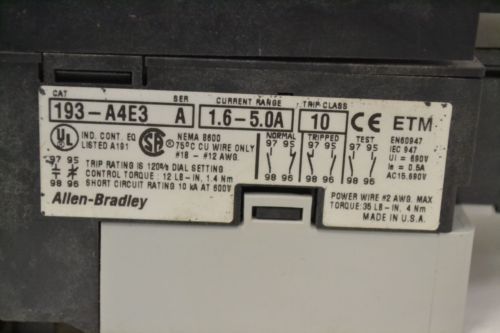 CAT SER CURRENT RANGE TRIP CLASS
193-A4E3 A 1.6-5.0A 10 CE ETM
UL IND. CONT. EQ SA NEMA B600 NORMAL TRIPPED TEST EN60947
LISTED A191 75°C CU WIRE ONLY 97 95 97 95 97 95 IEC 947
#18 - #12 AWG. Ui = 690V
97 95 TRIP RATING IS 120% DIAL SETTING Ie = 0.5A
CONTROL TORQUE : 12 LB-IN, 1.4 Nm 98 96 98 96 98 96 AC15.690V
98 96 SHORT CIRCUIT RATING 10 kA AT 600V
Allen-Bradley POWER WIRE #2 AWG. MAX
TORQUE: 35 LB-IN, 4 Nm
MADE IN U.S.A.